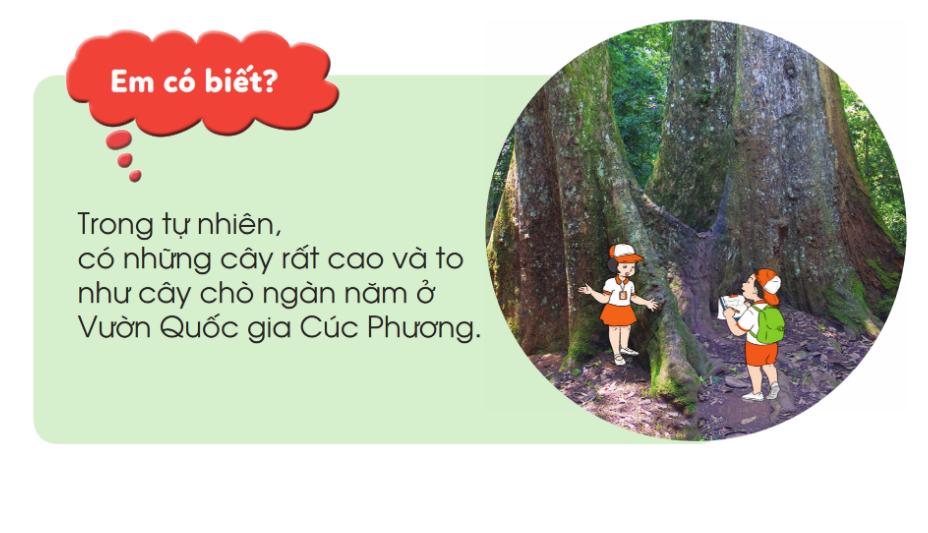 Em có biết?
Trong tự nhiên,
có những cây rất cao và to
như cây chò ngàn năm ở
Vườn Quốc gia Cúc Phương.